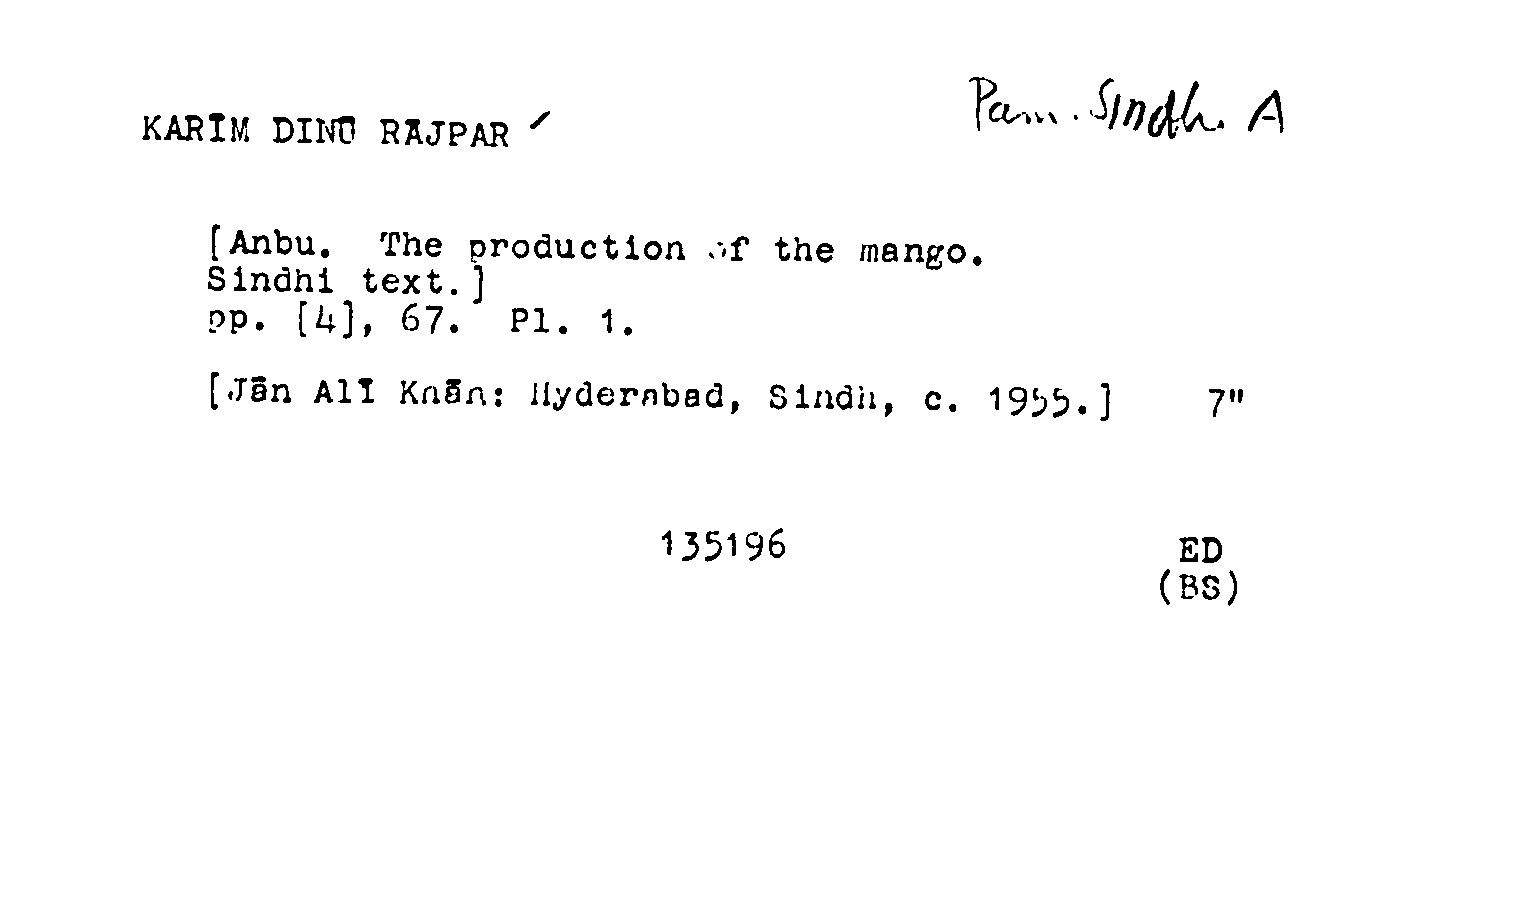 Pam. Sindh. A
KARĪM DINŪ RĀJPAR
[Anbu. The production of the mango.
Sindhi text.]
pp. [4], 67. Pl. 1.
[Jān Alī Khān: Hyderabad, Sindh, c. 1955.] 7"
135196 ED
(BS)